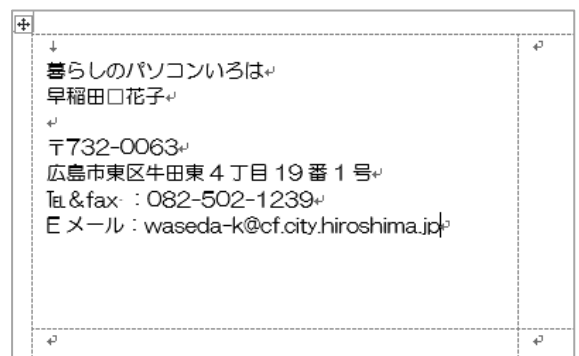 暮らしのパソコンいろは
早稲田□花子
〒732-0063
広島市東区牛田東4丁目19番1号
℡&fax：082-502-1239
Eメール：waseda-k@cf.city.hiroshima.jp